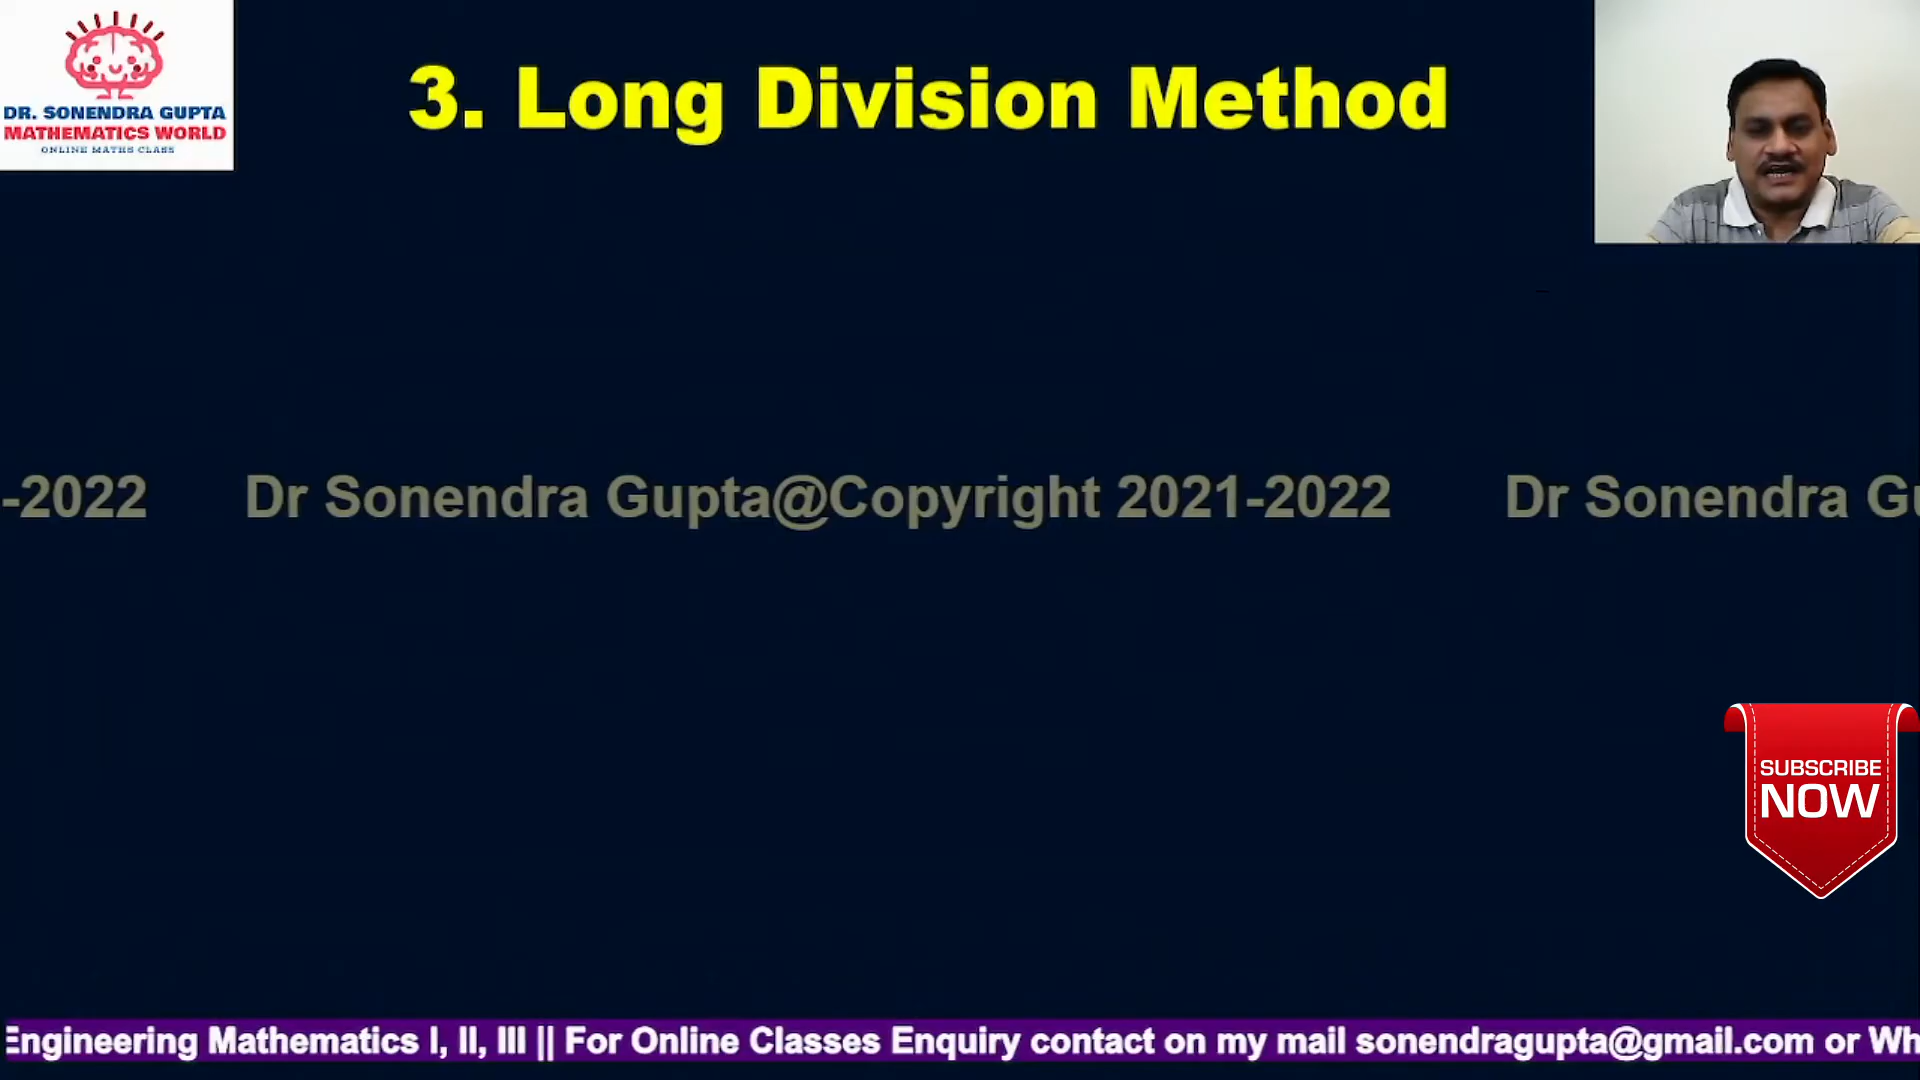 DR. SONENDRA GUPTA
MATHEMATICS WORLD
ONLINE MATHS CLASS
3. Long Division Method
-2022 Dr Sonendra Gupta@Copyright 2021-2022 Dr Sonendra
SUBSCRIBE
NOW
Engineering Mathematics I, II, III || For Online Classes Enquiry contact on my mail sonendragupta@gmail.com or